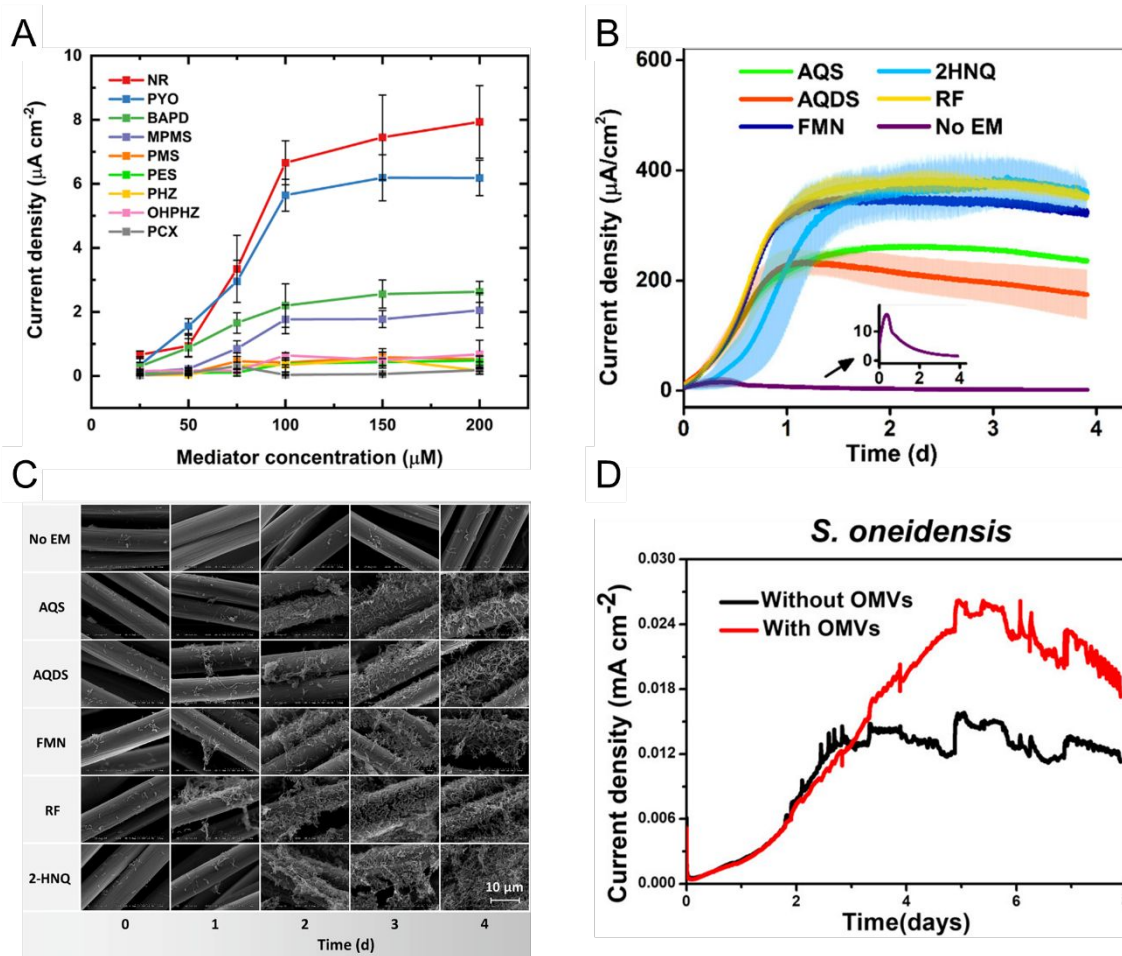 A
Current density (μA cm⁻²)
10
8
6
4
2
0
NR
PYO
BAPD
MPMS
PMS
PES
PHZ
OHPHZ
PCX
0 50 100 150 200
Mediator concentration (μM)
B
Current density (μA/cm²)
600
400
200
0
AQS 2HNQ
AQDS RF
FMN No EM
10
0
0 2 4
0 1 2 3 4
Time (d)
C
No EM
AQS
AQDS
FMN
RF
2-HNQ
10 μm
0 1 2 3 4
Time (d)
D
S. oneidensis
Current density (mA cm⁻²)
0.030
0.024
0.018
0.012
0.006
0.000
Without OMVs
With OMVs
0 2 4 6
Time(days)